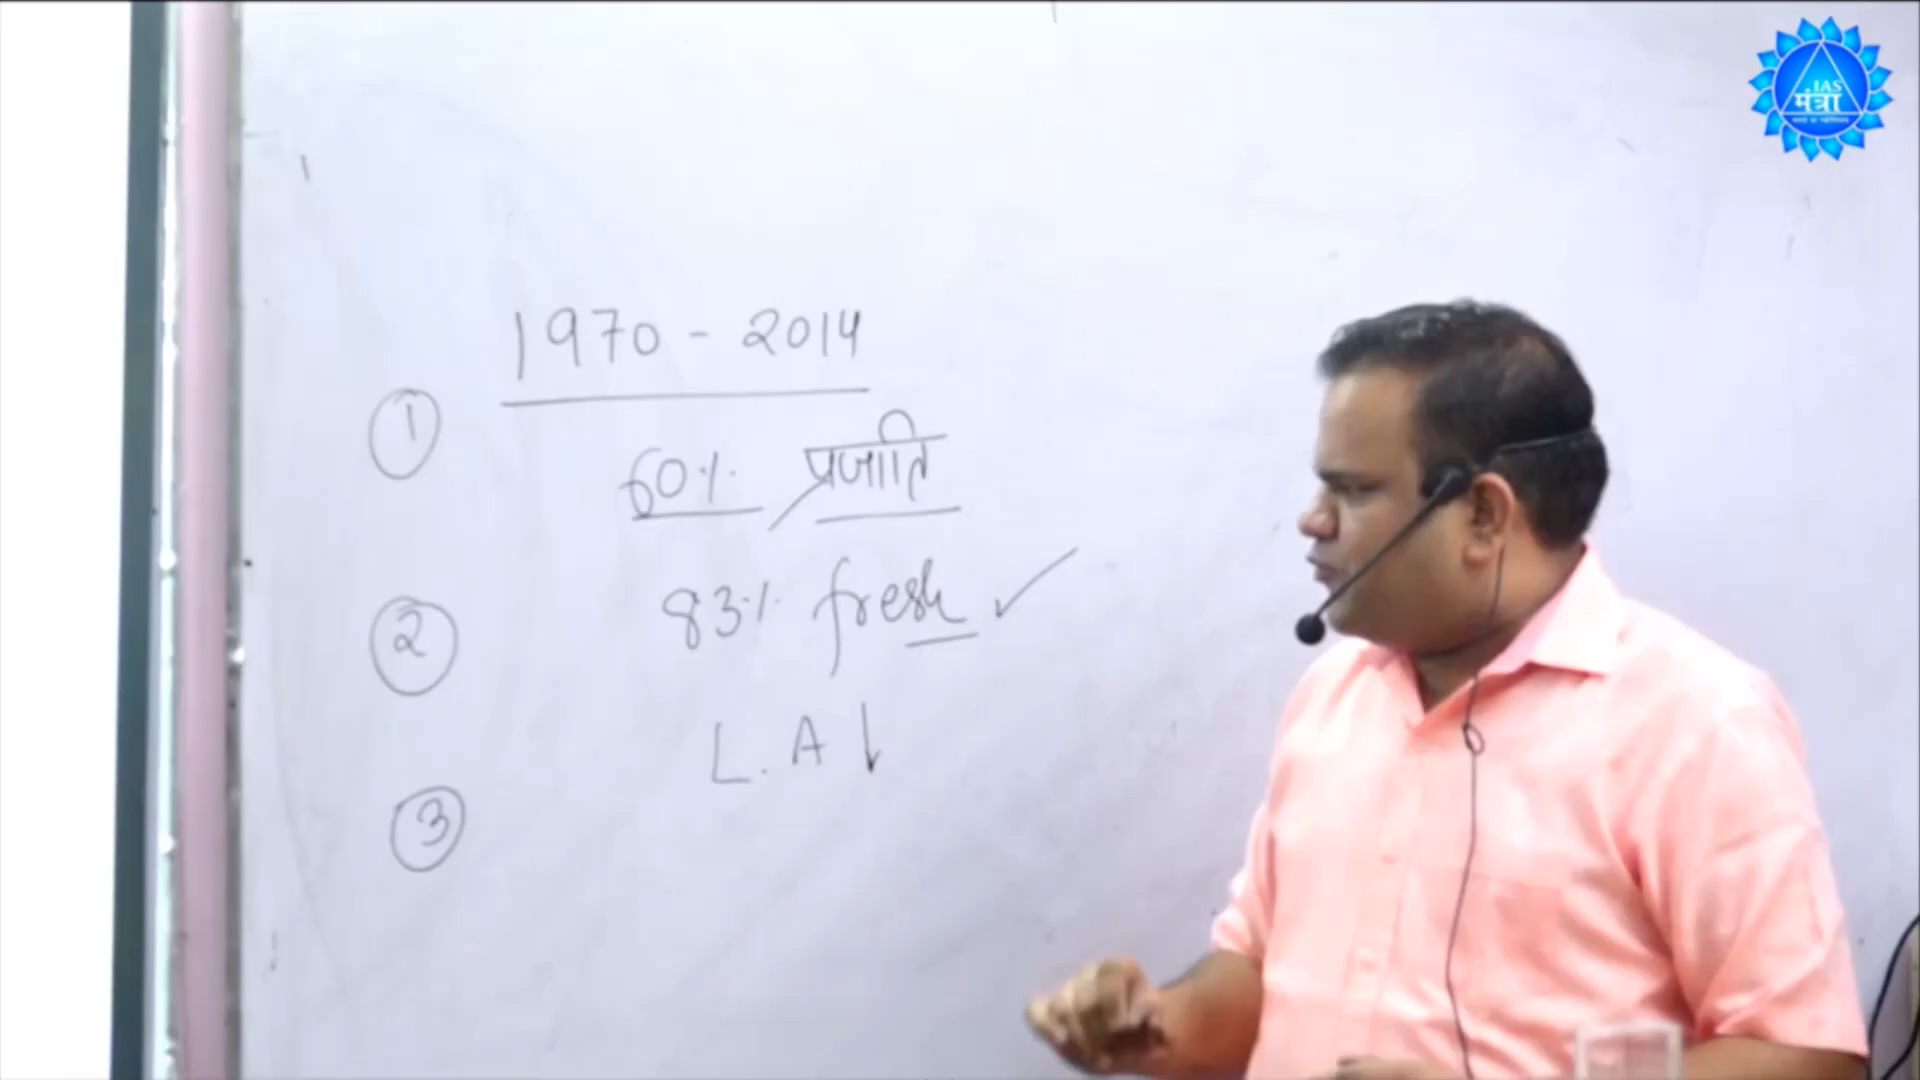 IAS
मंत्रा
1970 - 2014
① 60% प्रजाति
② 83% fresh ✓
L. A ↓
③